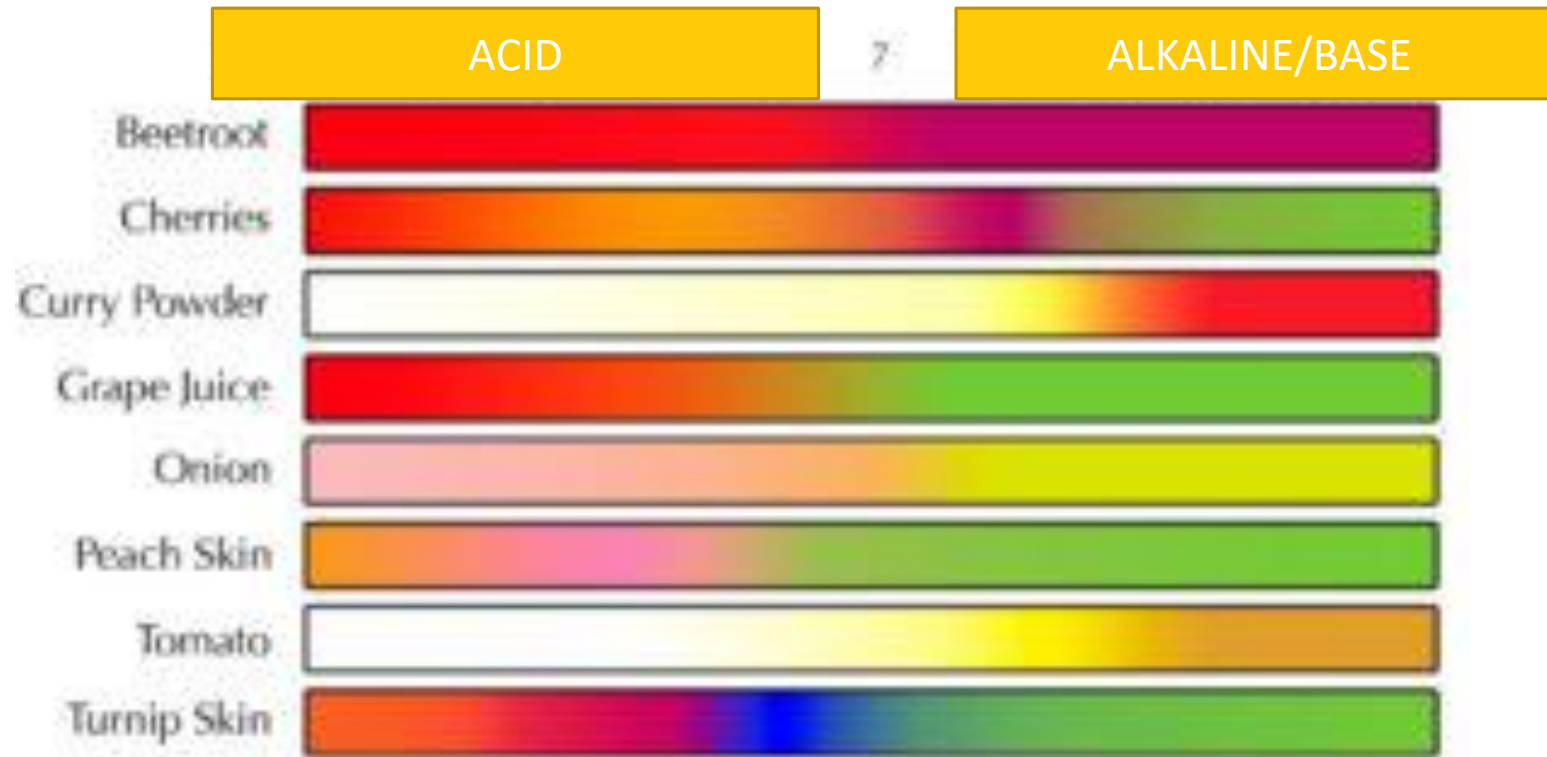 ACID 7 ALKALINE/BASE
Beetroot
Cherries
Curry Powder
Grape Juice
Onion
Peach Skin
Tomato
Turnip Skin